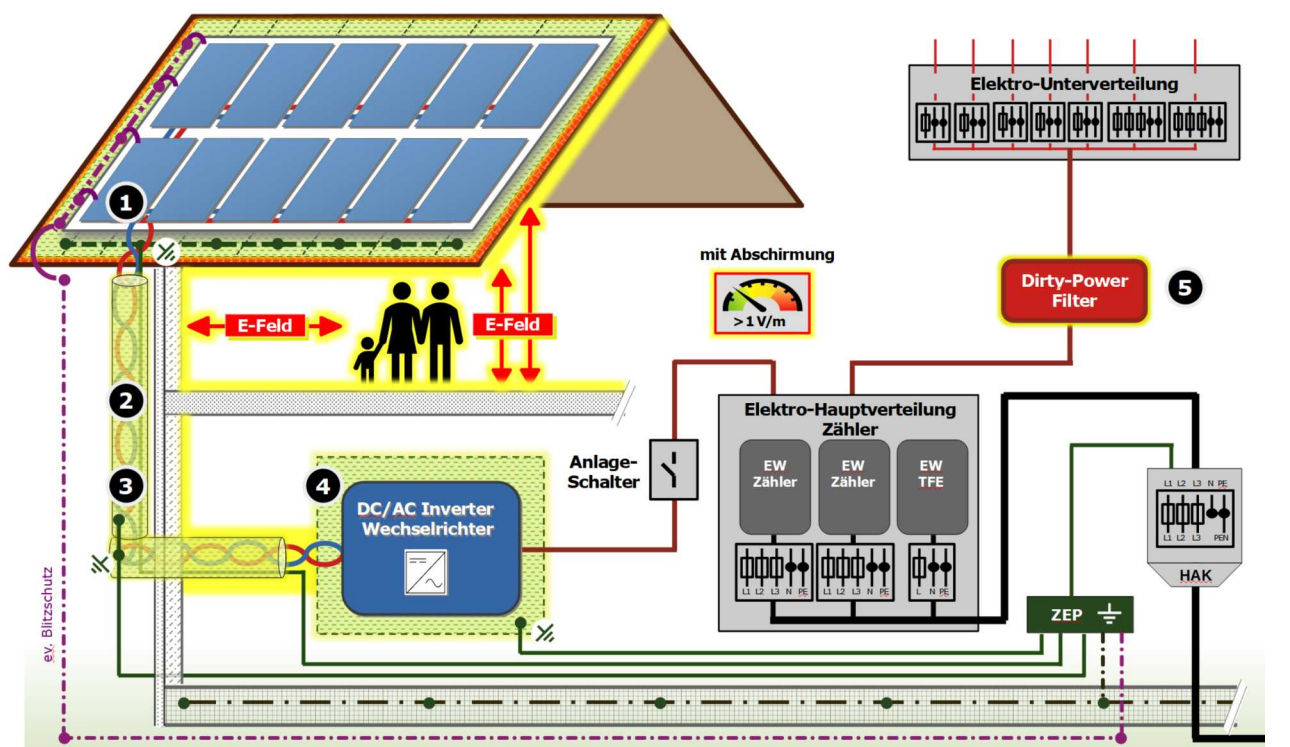 Elektro-Unterverteilung
1
mit Abschirmung
>1 V/m
Dirty-Power
Filter
5
E-Feld
E-Feld
2
Elektro-Hauptverteilung
Zähler
EW
Zähler
EW
Zähler
EW
TFE
Anlage-
Schalter
3
4
DC/AC Inverter
Wechselrichter
L1 L2 L3 N PE
L1 L2 L3 PEN
HAK
L1 L2 L3 N PE
L1 L2 L3 N PE
L N PE
ZEP
ev. Blitzschutz